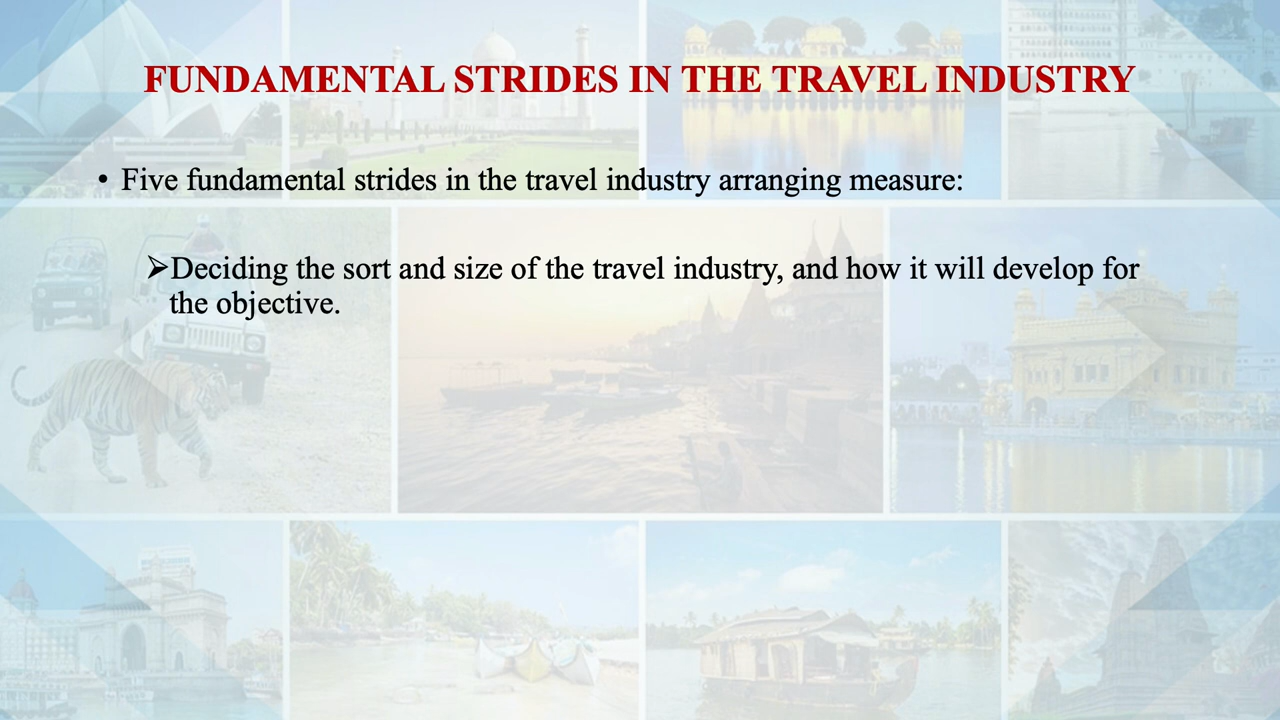 FUNDAMENTAL STRIDES IN THE TRAVEL INDUSTRY
• Five fundamental strides in the travel industry arranging measure:
➢Deciding the sort and size of the travel industry, and how it will develop for
the objective.